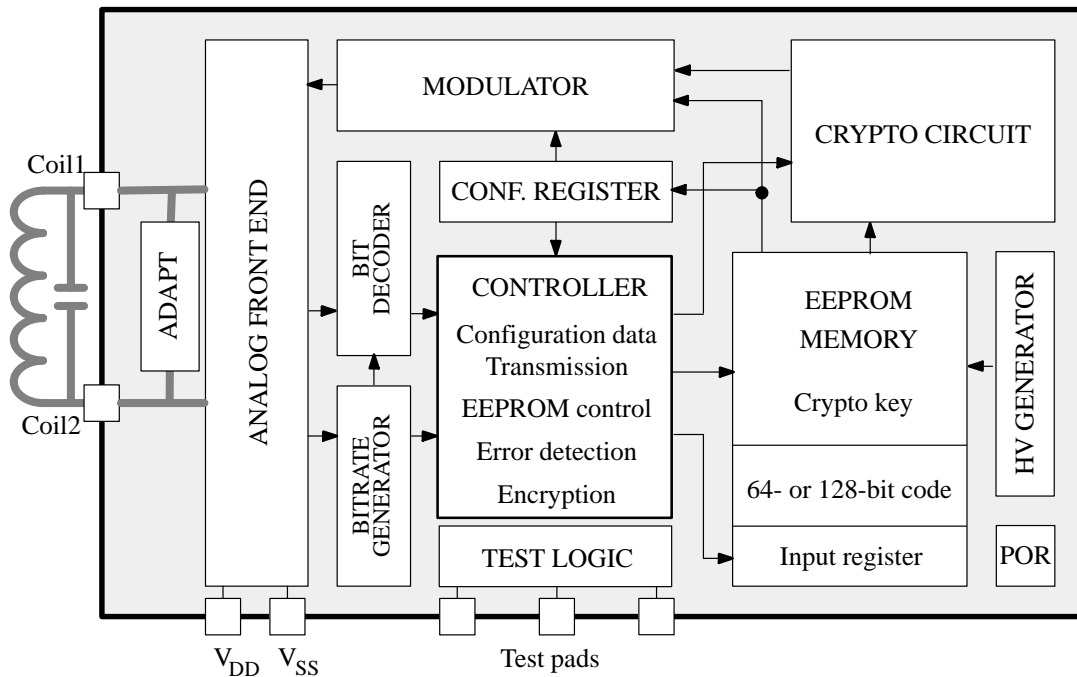 MODULATOR
CRYPTO CIRCUIT
Coil1
CONF. REGISTER
ANALOG FRONT END
ADAPT
BIT
DECODER
CONTROLLER
Configuration data
Transmission
EEPROM control
Error detection
Encryption
EEPROM
MEMORY
Crypto key
64- or 128-bit code
Input register
HV GENERATOR
Coil2
BITRATE
GENERATOR
TEST LOGIC
POR
VDD
VSS
Test pads